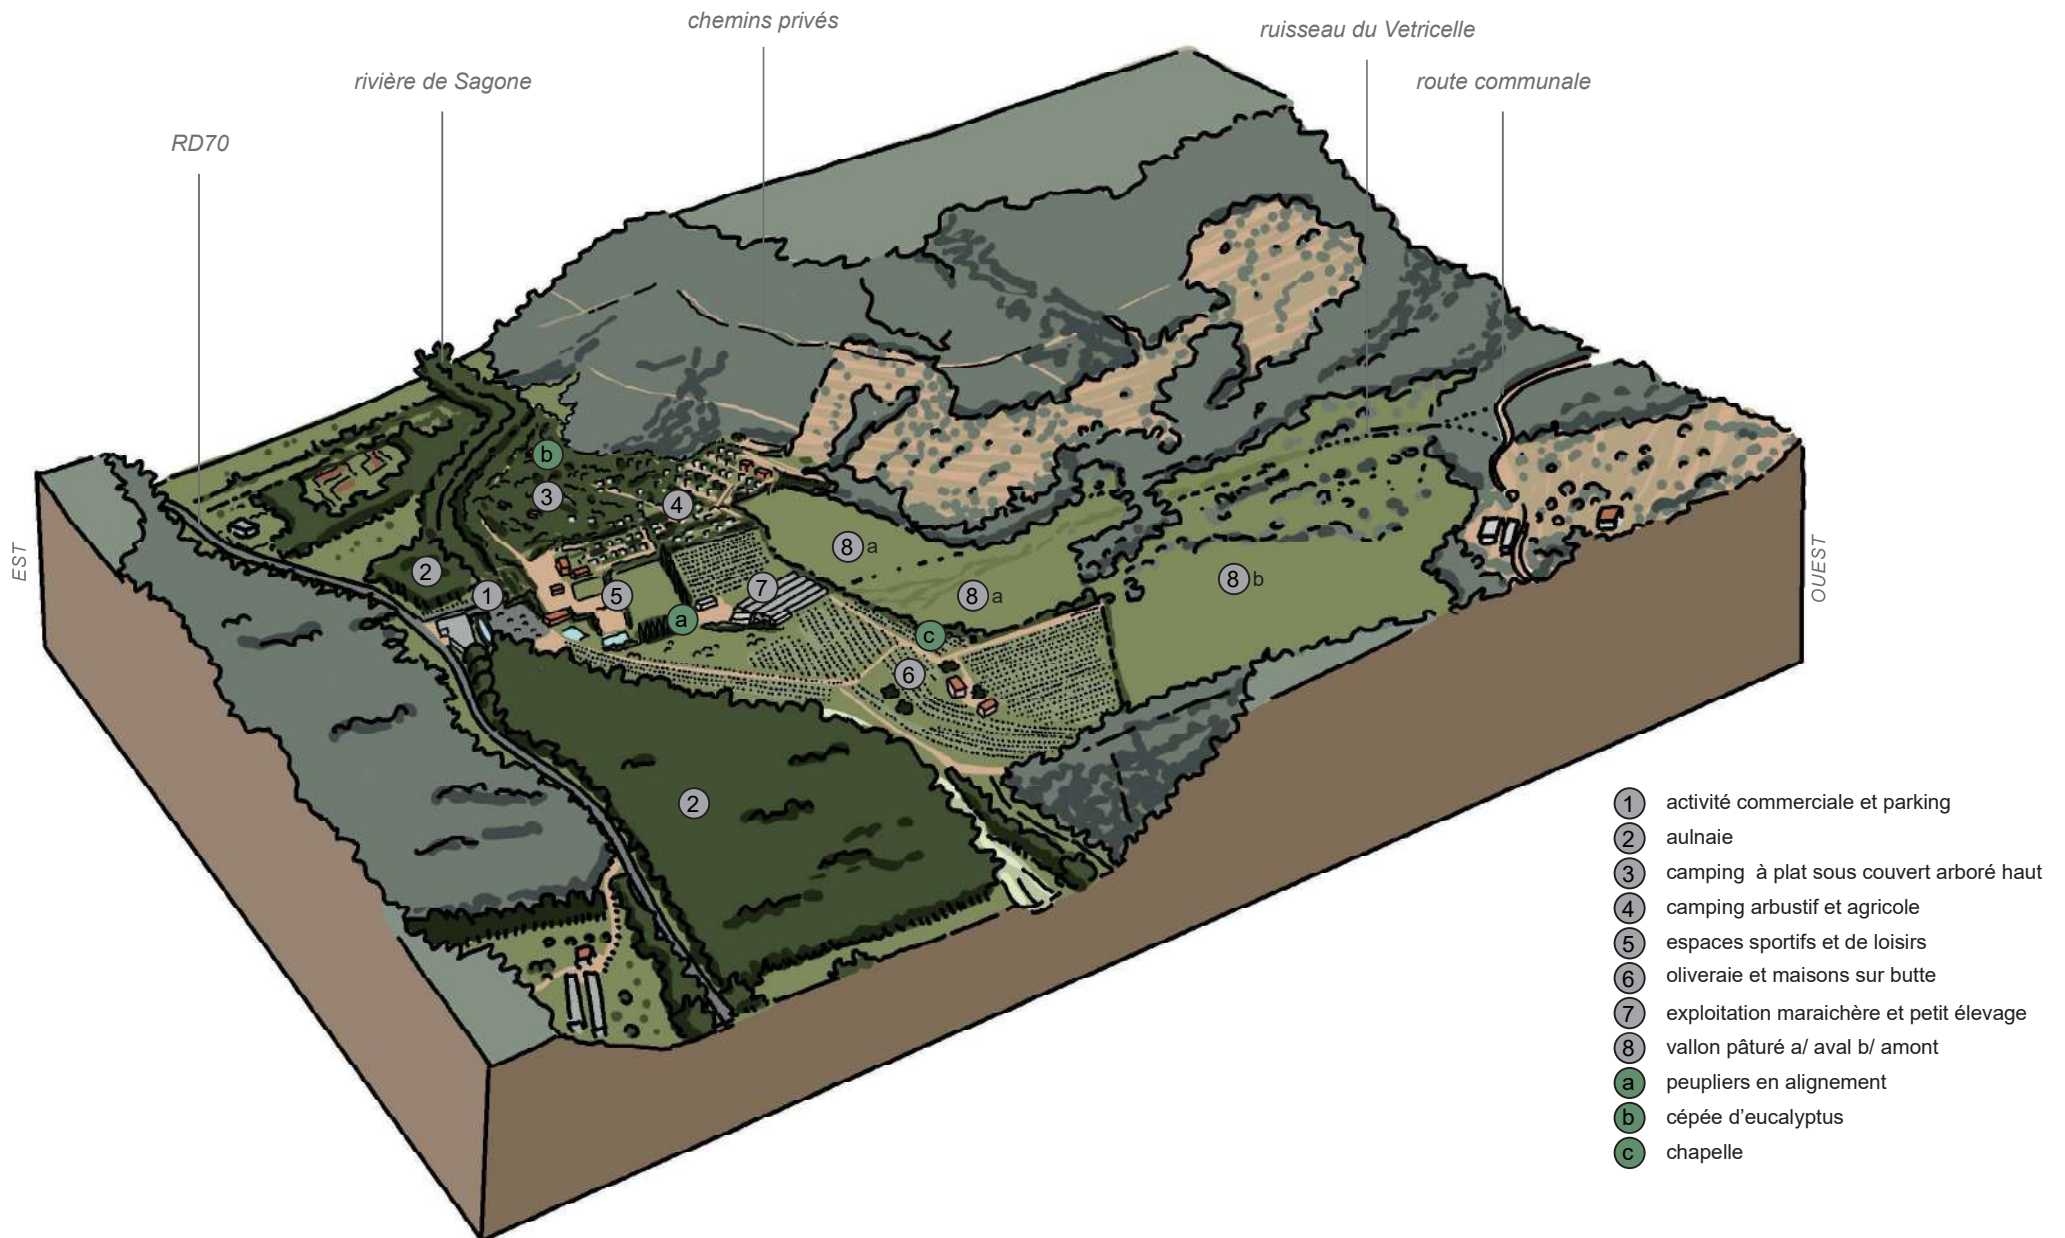 chemins privés
ruisseau du Vetricelle
rivière de Sagone
route communale
RD70
EST
OUEST
b
3
4
8 a
2
1
5
7
8 a
8 b
a
c
6
2
1 activité commerciale et parking
2 aulnaie
3 camping à plat sous couvert arboré haut
4 camping arbustif et agricole
5 espaces sportifs et de loisirs
6 oliveraie et maisons sur butte
7 exploitation maraichère et petit élevage
8 vallon pâturé a/ aval b/ amont
a peupliers en alignement
b cépée d’eucalyptus
c chapelle